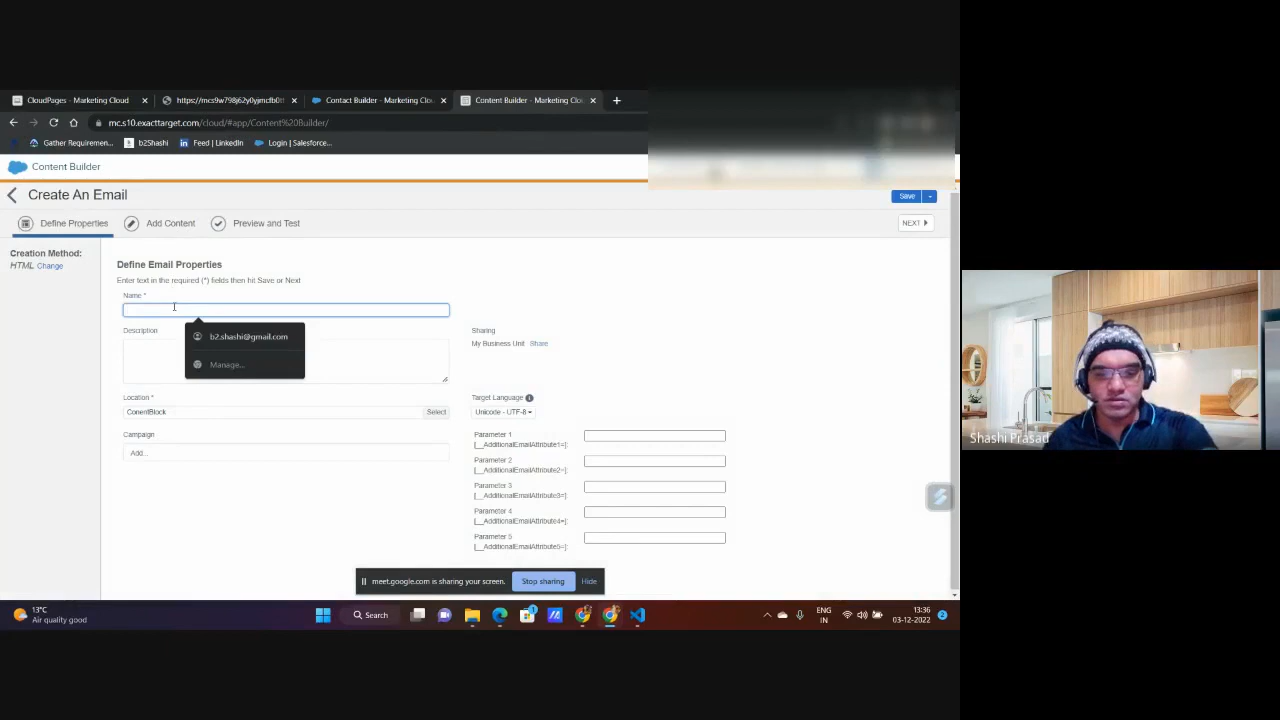 CloudPages - Marketing Cloud
https://mcs9w798j62y0yjmcfb0tt
Contact Builder - Marketing Clou
Content Builder - Marketing Clou
mc.s10.exacttarget.com/cloud/#app/Content%20Builder/
Gather Requiremen...
b2Shashi
Feed | LinkedIn
Login | Salesforce...
Content Builder
Create An Email
Save
Define Properties
Add Content
Preview and Test
NEXT
Creation Method:
HTML Change
Define Email Properties
Enter text in the required (*) fields then hit Save or Next
Name *
b2.shashi@gmail.com
Manage...
Description
Sharing
My Business Unit Share
Location *
ConentBlock
Select
Target Language
Unicode - UTF-8
Campaign
Add...
Parameter 1
[__AdditionalEmailAttribute1=]:
Parameter 2
[__AdditionalEmailAttribute2=]:
Parameter 3
[__AdditionalEmailAttribute3=]:
Parameter 4
[__AdditionalEmailAttribute4=]:
Parameter 5
[__AdditionalEmailAttribute5=]:
Shashi Prasad
meet.google.com is sharing your screen.
Stop sharing
Hide
13°C
Air quality good
Search
ENG
IN
13:36
03-12-2022
2